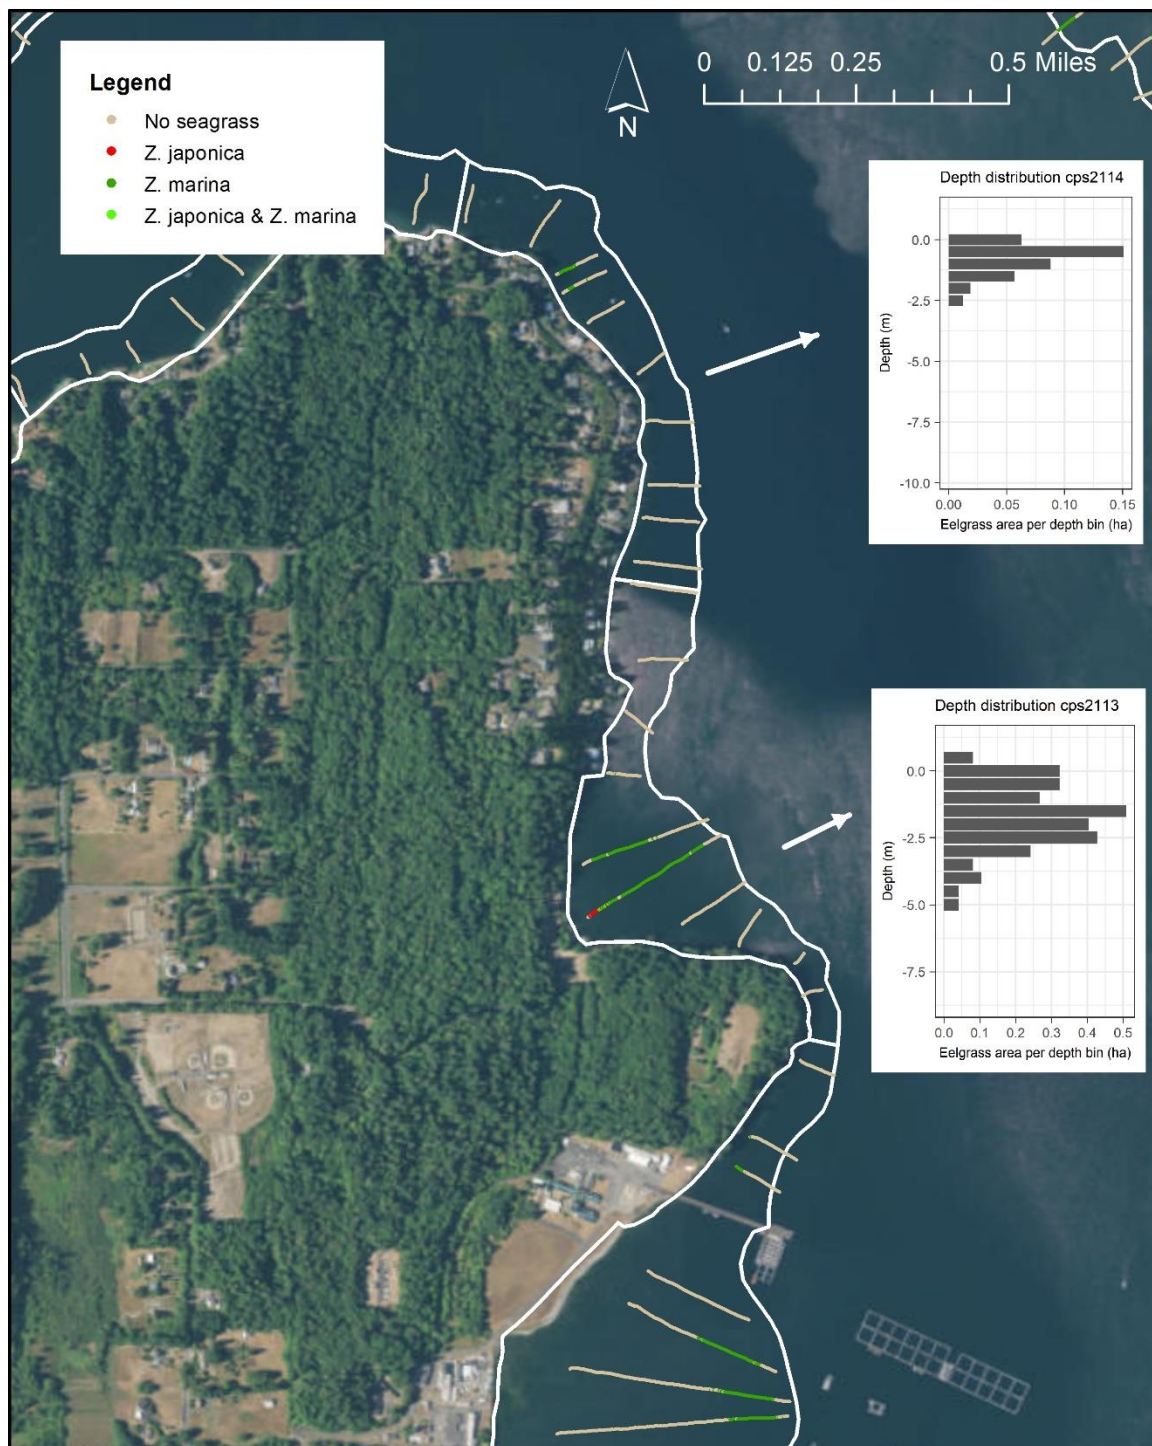 Legend
No seagrass
Z. japonica
Z. marina
Z. japonica & Z. marina
N
0 0.125 0.25 0.5 Miles
Depth distribution cps2114
0.0
-2.5
-5.0
-7.5
-10.0
Depth (m)
0.00 0.05 0.10 0.15
Eelgrass area per depth bin (ha)
Depth distribution cps2113
0.0
-2.5
-5.0
-7.5
Depth (m)
0.0 0.1 0.2 0.3 0.4 0.5
Eelgrass area per depth bin (ha)